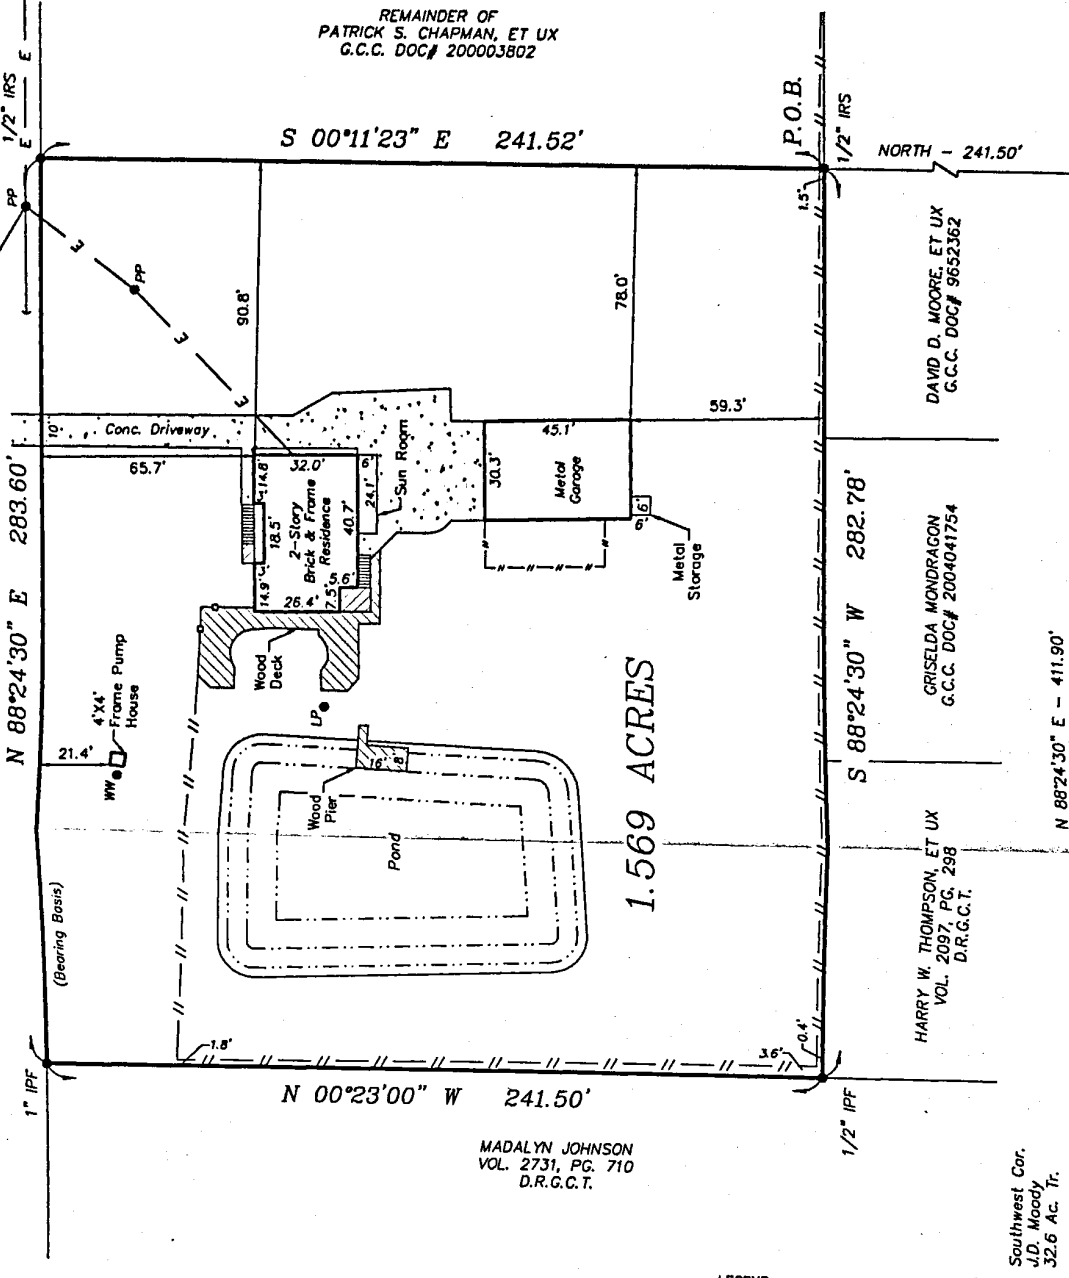 REMAINDER OF
PATRICK S. CHAPMAN, ET UX
G.C.C. DOC# 200003802
1/2" IRS
E
E
PP
S 00°11'23" E 241.52'
P.O.B.
1/2" IRS
NORTH - 241.50'
1.5'
E
PP
E
E
90.8'
78.0'
DAVID D. MOORE, ET UX
G.C.C. DOC# 9652362
10'
Conc. Driveway
65.7'
59.3'
45.1'
30.3'
Metal
Garage
6'
6'
Metal
Storage
14.8'
32.0'
6'
24.1'
Sun Room
18.5'
2-Story
Brick & Frame
Residence
40.7'
14.9'
26.4'
7.5'
5.6'
Wood
Deck
N 88°24'30" E 283.60'
S 88°24'30" W 282.78'
GRISELDA MONDRAGON
G.C.C. DOC# 2004041754
4'X4'
Frame Pump
House
21.4'
WW
LP
16'
8'
Wood
Pier
Pond
1.569 ACRES
N 88°24'30" E - 411.90'
HARRY W. THOMPSON, ET UX
VOL. 2097, PG. 298
D.R.G.C.T.
(Bearing Basis)
1.8'
3.6'
0.4'
1" IPF
N 00°23'00" W 241.50'
1/2" IPF
MADALYN JOHNSON
VOL. 2731, PG. 710
D.R.G.C.T.
Southwest Cor.
J.D. Moody
32.6 Ac. Tr.